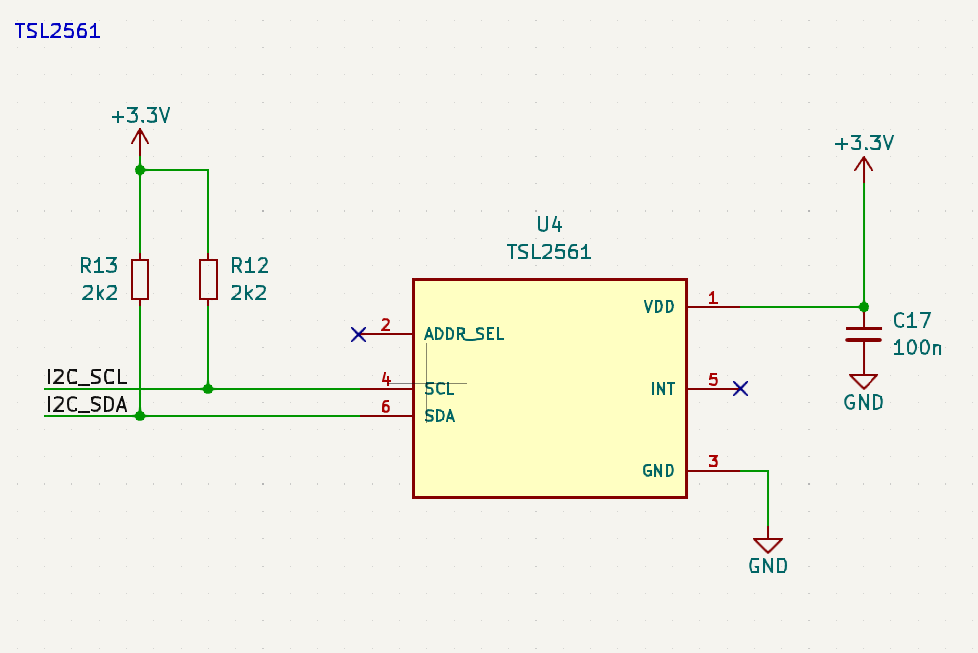 TSL2561
+3.3V
+3.3V
U4
TSL2561
R13
2k2
R12
2k2
VDD
1
2
ADDR_SEL
C17
100n
I2C_SCL
4
SCL
INT
5
GND
I2C_SDA
6
SDA
GND
3
GND